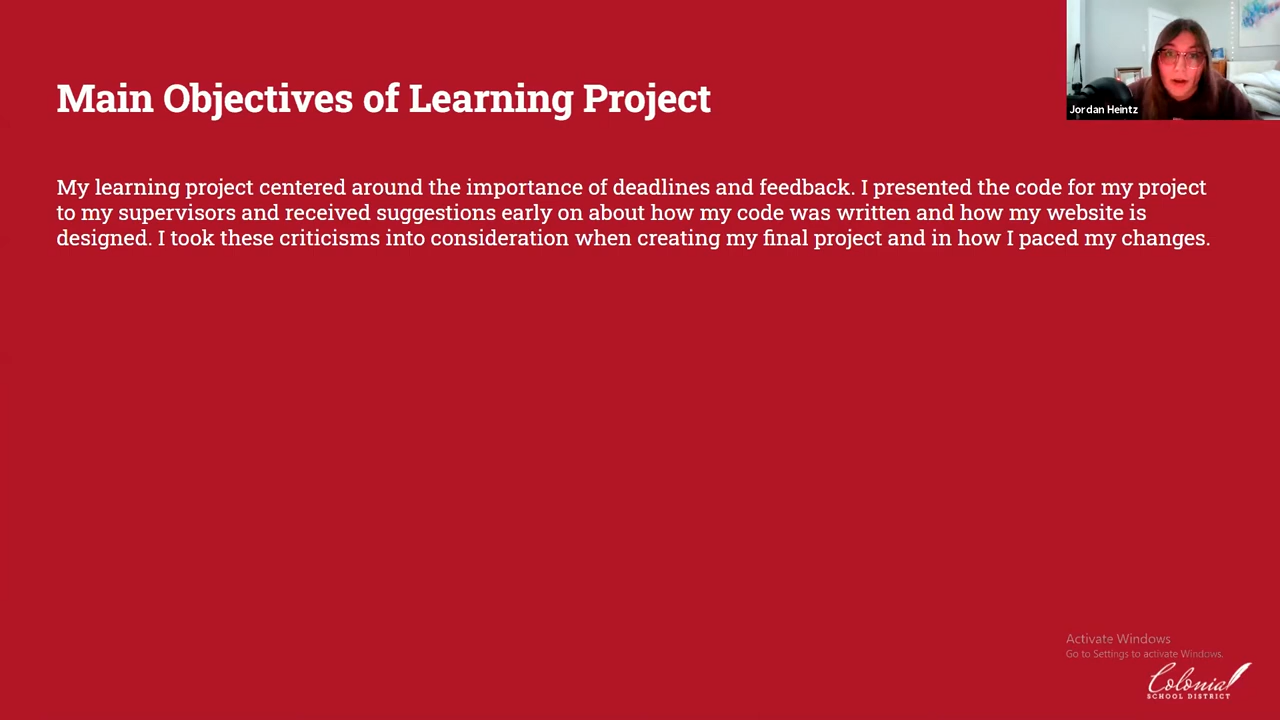 Main Objectives of Learning Project
Jordan Heintz
My learning project centered around the importance of deadlines and feedback. I presented the code for my project
to my supervisors and received suggestions early on about how my code was written and how my website is
designed. I took these criticisms into consideration when creating my final project and in how I paced my changes.
Activate Windows
Go to Settings to activate Windows.
Colonial
SCHOOL DISTRICT